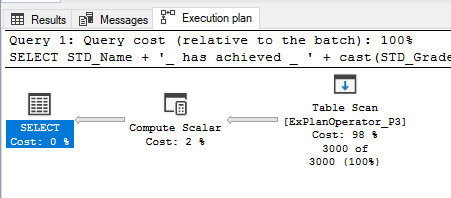 Results Messages Execution plan
Query 1: Query cost (relative to the batch): 100%
SELECT STD_Name + '_ has achieved _ ' + cast(STD_Grade
SELECT
Cost: 0 %
Compute Scalar
Cost: 2 %
Table Scan
[ExPlanOperator_P3]
Cost: 98 %
3000 of
3000 (100%)